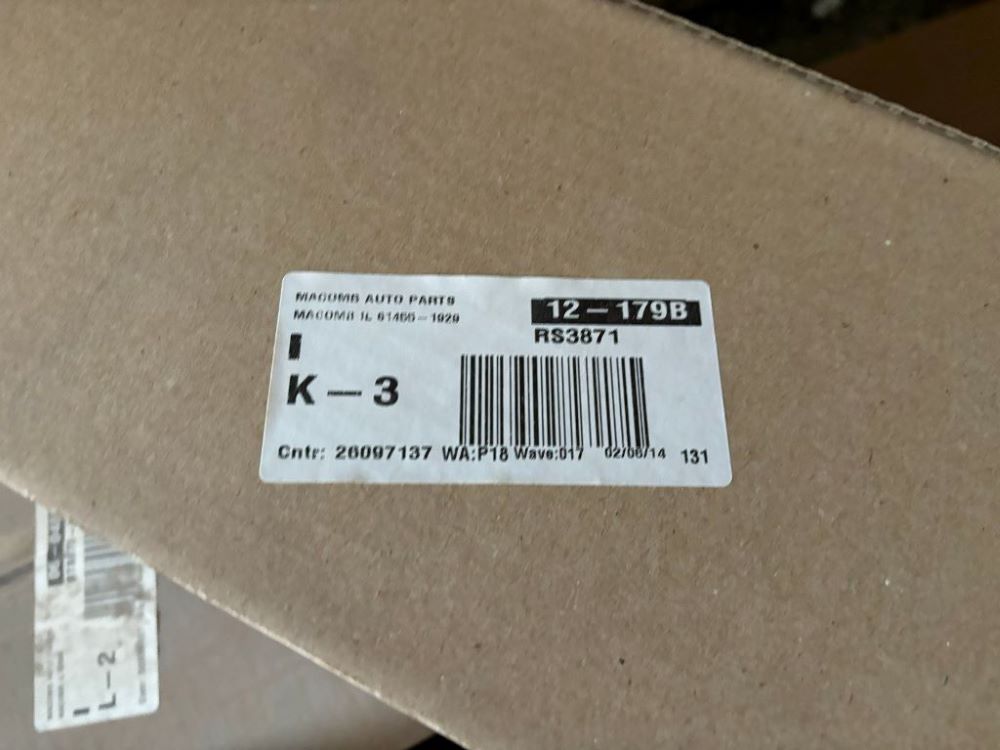 MACOMB AUTO PARTS
MACOMB IL 61455-1929
12-179B
RS3871
I
K-3
Cntr: 26097137 WA:P18 Wave:017 02/06/14 131
I
L-2